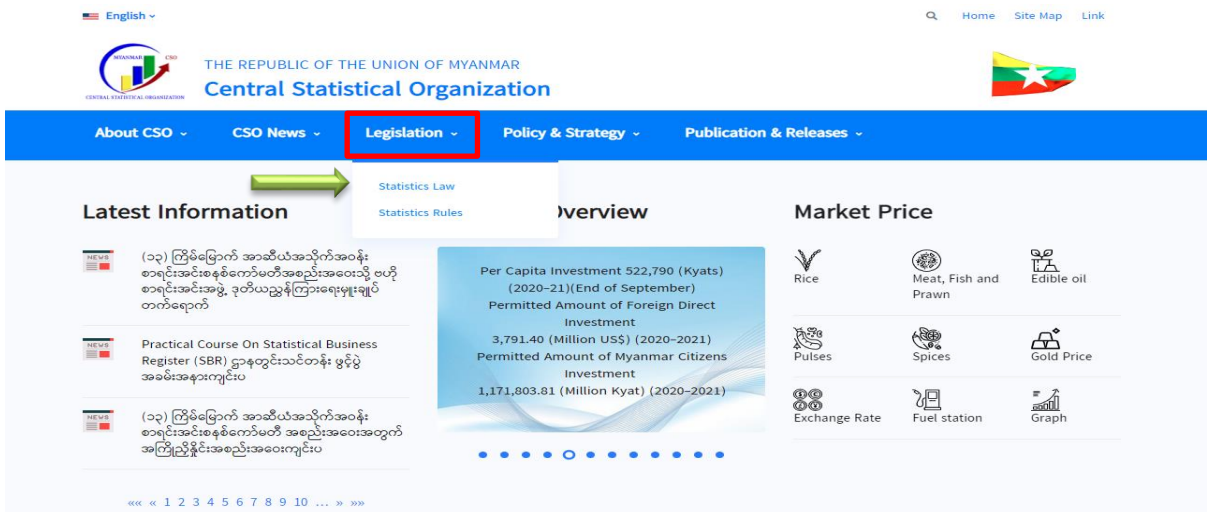 English
Home Site Map Link
MYANMAR CSO
CENTRAL STATISTICAL ORGANIZATION
THE REPUBLIC OF THE UNION OF MYANMAR
Central Statistical Organization
About CSO CSO News Legislation Policy & Strategy Publication & Releases
Statistics Law
Statistics Rules
Latest Information
(၁၃) ကြိမ်မြောက် အာဆီယံအသိုက်အဝန်း
စာရင်းအင်းစနစ်ကော်မတီအစည်းအဝေးသို့ ဗဟို
စာရင်းအင်းအဖွဲ့ ဒုတိယညွှန်ကြားရေးမှူးချုပ်
တက်ရောက်
Practical Course On Statistical Business
Register (SBR) ဌာနတွင်းသင်တန်း ဖွင့်ပွဲ
အခမ်းအနားကျင်းပ
(၁၃) ကြိမ်မြောက် အာဆီယံအသိုက်အဝန်း
စာရင်းအင်းစနစ်ကော်မတီ အစည်းအဝေးအတွက်
အကြိုညှိနှိုင်းအစည်းအဝေးကျင်းပ
NEWS
NEWS
NEWS
«« « 1 2 3 4 5 6 7 8 9 10 ... » »»
Overview
Per Capita Investment 522,790 (Kyats)
(2020–21)(End of September)
Permitted Amount of Foreign Direct
Investment
3,791.40 (Million US$) (2020–2021)
Permitted Amount of Myanmar Citizens
Investment
1,171,803.81 (Million Kyat) (2020–2021)
Market Price
Rice
Meat, Fish and
Prawn
Edible oil
Pulses
Spices
Gold Price
Exchange Rate
Fuel station
Graph